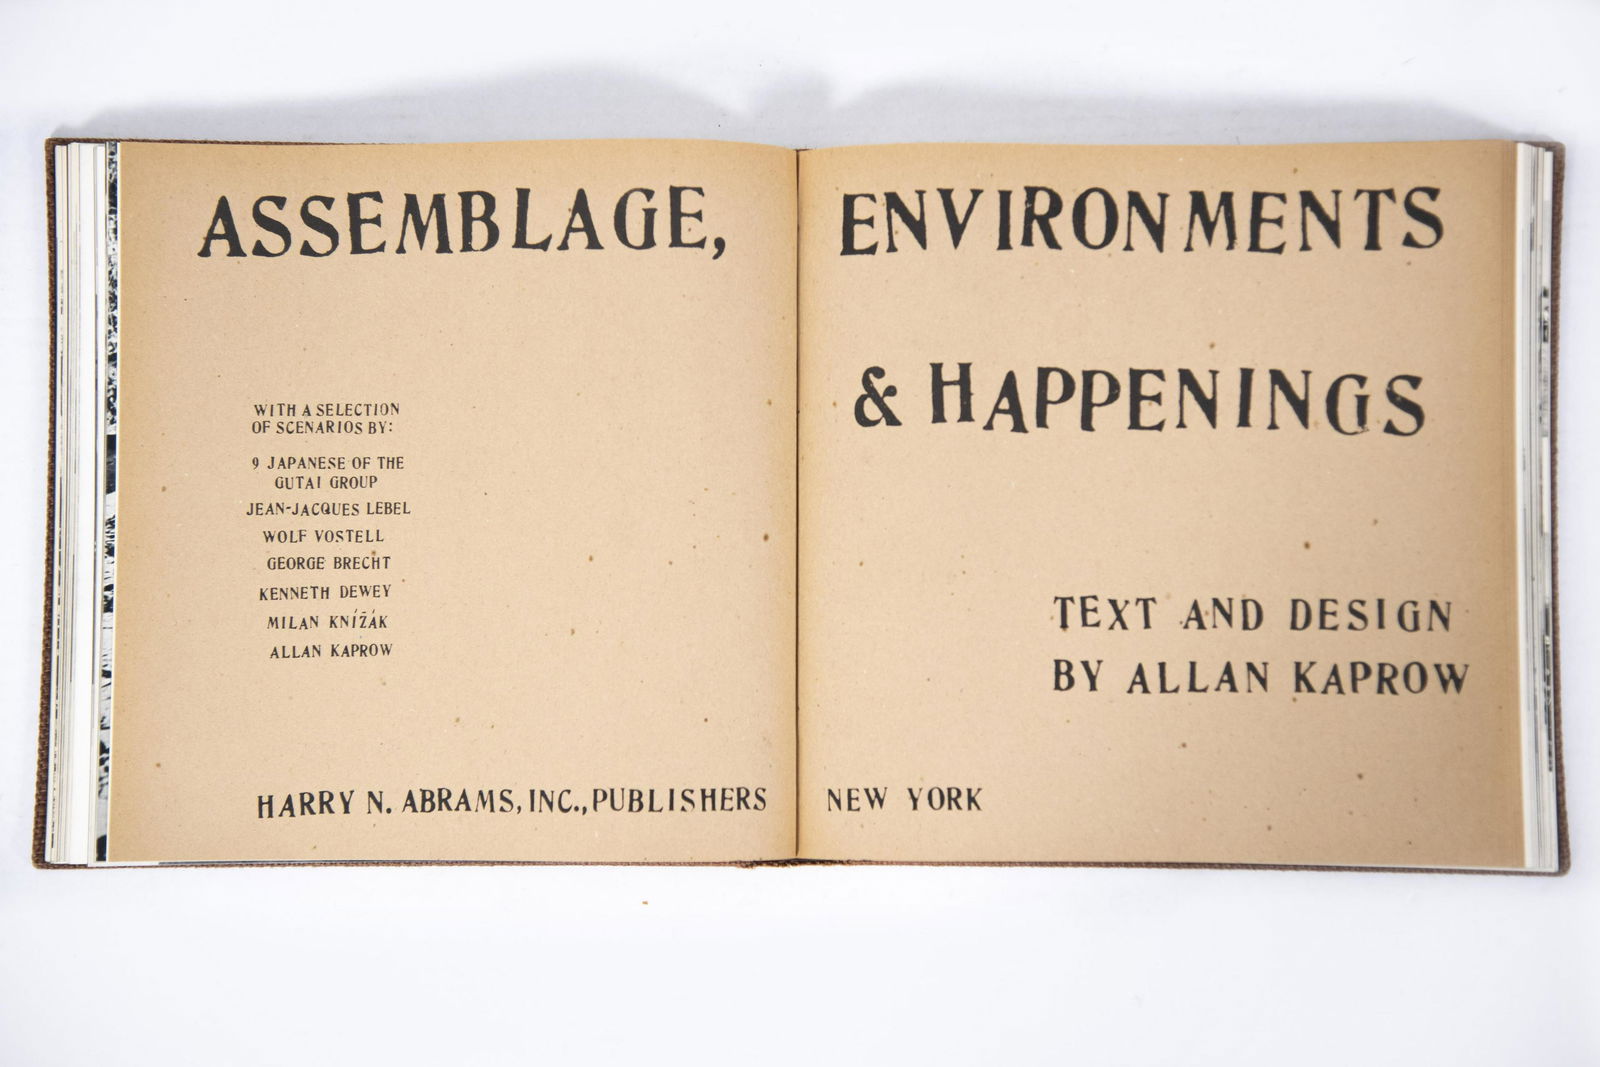 ASSEMBLAGE, ENVIRONMENTS
& HAPPENINGS
WITH A SELECTION
OF SCENARIOS BY:
9 JAPANESE OF THE
GUTAI GROUP
JEAN-JACQUES LEBEL
WOLF VOSTELL
GEORGE BRECHT
KENNETH DEWEY
MILAN KNÍŽÁK
ALLAN KAPROW
TEXT AND DESIGN
BY ALLAN KAPROW
HARRY N. ABRAMS, INC., PUBLISHERS NEW YORK